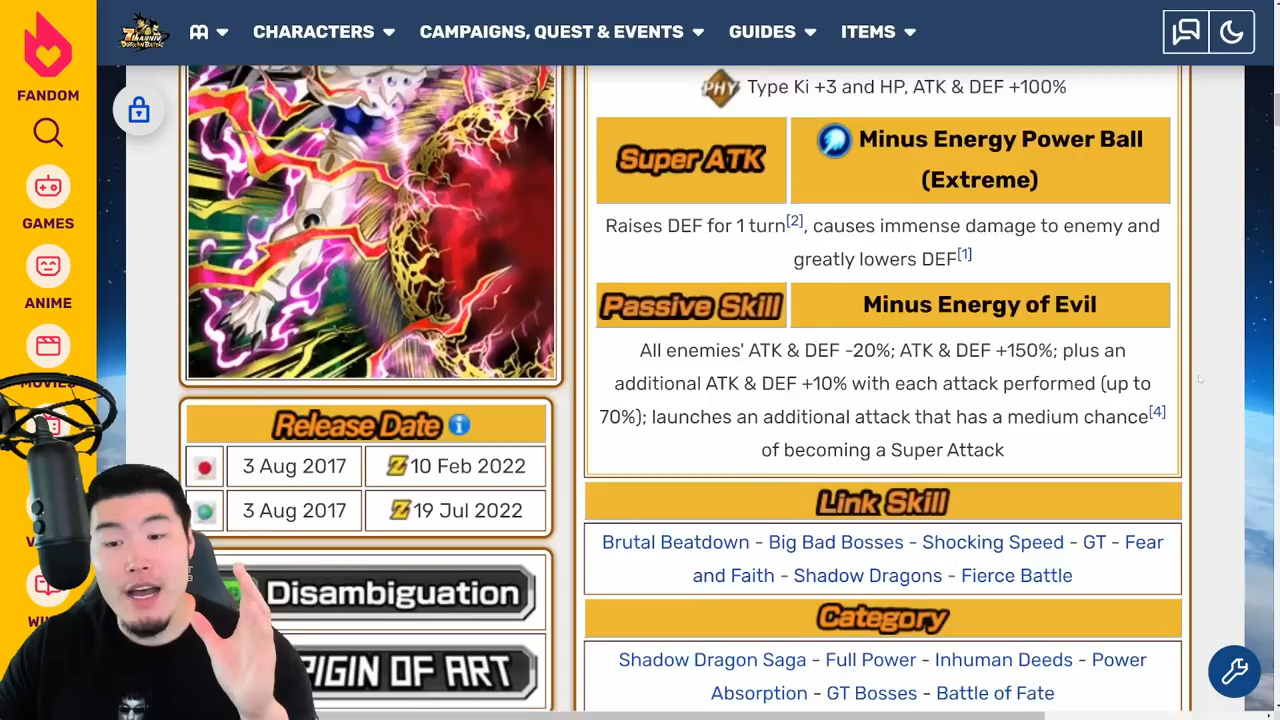 CHARACTERS
CAMPAIGNS, QUEST & EVENTS
GUIDES
ITEMS
FANDOM
GAMES
ANIME
MOVIES
PHY Type Ki +3 and HP, ATK & DEF +100%
Super ATK
Minus Energy Power Ball
(Extreme)
Raises DEF for 1 turn[2], causes immense damage to enemy and
greatly lowers DEF[1]
Passive Skill
Minus Energy of Evil
All enemies' ATK & DEF -20%; ATK & DEF +150%; plus an
additional ATK & DEF +10% with each attack performed (up to
70%); launches an additional attack that has a medium chance[4]
of becoming a Super Attack
Release Date
3 Aug 2017
Z 10 Feb 2022
3 Aug 2017
Z 19 Jul 2022
Disambiguation
Link Skill
Brutal Beatdown - Big Bad Bosses - Shocking Speed - GT - Fear
and Faith - Shadow Dragons - Fierce Battle
Category
Shadow Dragon Saga - Full Power - Inhuman Deeds - Power
Absorption - GT Bosses - Battle of Fate
RIGIN OF ART